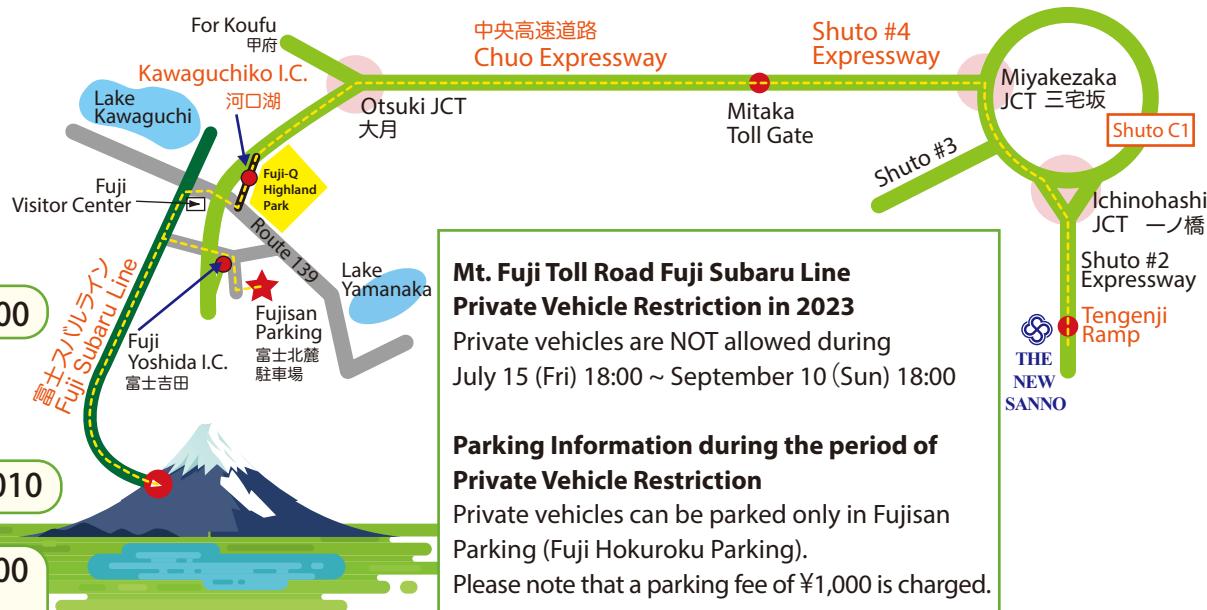 For Koufu
甲府
中央高速道路
Chuo Expressway
Shuto #4
Expressway
Kawaguchiko I.C.
河口湖
Lake
Kawaguchi
Otsuki JCT
大月
Mitaka
Toll Gate
Miyakezaka
JCT 三宅坂
Shuto C1
Shuto #3
Fuji-Q
Highland
Park
Fuji
Visitor Center
Ichinohashi
JCT 一ノ橋
Route 139
Shuto #2
Expressway
Lake
Yamanaka
富士スバルライン
Fuji Subaru Line
Fujisan
Parking
富士北麓
駐車場
Fuji
Yoshida I.C.
富士吉田
Tengenji
Ramp
THE
NEW
SANNO
00
010
00
Mt. Fuji Toll Road Fuji Subaru Line
Private Vehicle Restriction in 2023
Private vehicles are NOT allowed during
July 15 (Fri) 18:00 ~ September 10 (Sun) 18:00
Parking Information during the period of
Private Vehicle Restriction
Private vehicles can be parked only in Fujisan
Parking (Fuji Hokuroku Parking).
Please note that a parking fee of ¥1,000 is charged.